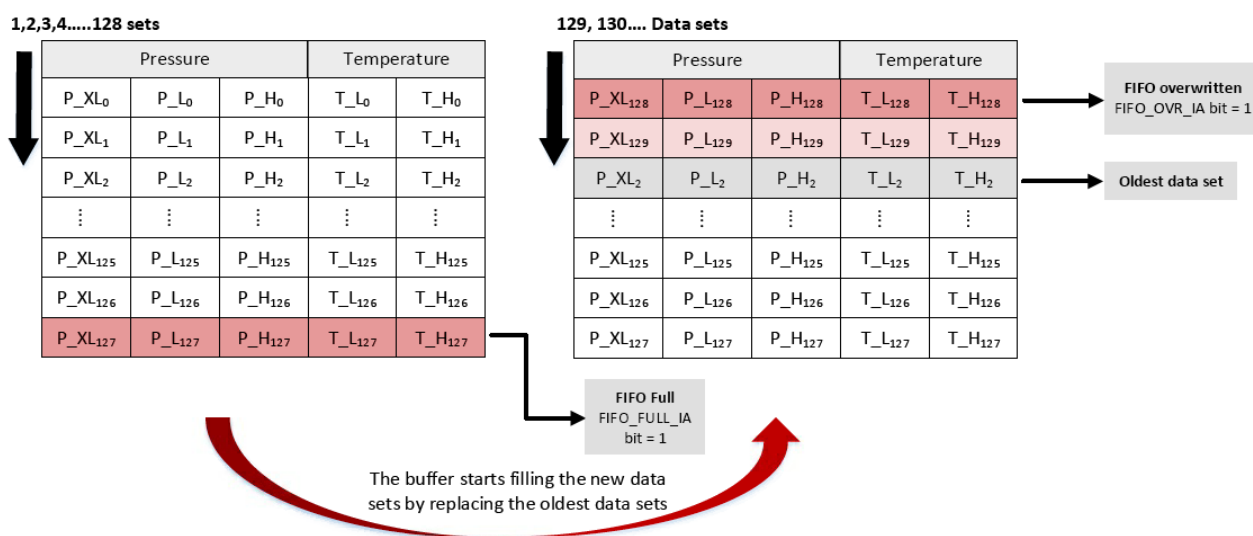 1,2,3,4.....128 sets
Pressure Temperature
P_XL₀ P_L₀ P_H₀ T_L₀ T_H₀
P_XL₁ P_L₁ P_H₁ T_L₁ T_H₁
P_XL₂ P_L₂ P_H₂ T_L₂ T_H₂
⋮ ⋮ ⋮ ⋮ ⋮
P_XL₁₂₅ P_L₁₂₅ P_H₁₂₅ T_L₁₂₅ T_H₁₂₅
P_XL₁₂₆ P_L₁₂₆ P_H₁₂₆ T_L₁₂₆ T_H₁₂₆
P_XL₁₂₇ P_L₁₂₇ P_H₁₂₇ T_L₁₂₇ T_H₁₂₇
FIFO Full
FIFO_FULL_IA
bit = 1
129, 130.... Data sets
Pressure Temperature
P_XL₁₂₈ P_L₁₂₈ P_H₁₂₈ T_L₁₂₈ T_H₁₂₈
P_XL₁₂₉ P_L₁₂₉ P_H₁₂₉ T_L₁₂₉ T_H₁₂₉
P_XL₂ P_L₂ P_H₂ T_L₂ T_H₂
⋮ ⋮ ⋮ ⋮ ⋮
P_XL₁₂₅ P_L₁₂₅ P_H₁₂₅ T_L₁₂₅ T_H₁₂₅
P_XL₁₂₆ P_L₁₂₆ P_H₁₂₆ T_L₁₂₆ T_H₁₂₆
P_XL₁₂₇ P_L₁₂₇ P_H₁₂₇ T_L₁₂₇ T_H₁₂₇
FIFO overwritten
FIFO_OVR_IA bit = 1
Oldest data set
The buffer starts filling the new data
sets by replacing the oldest data sets